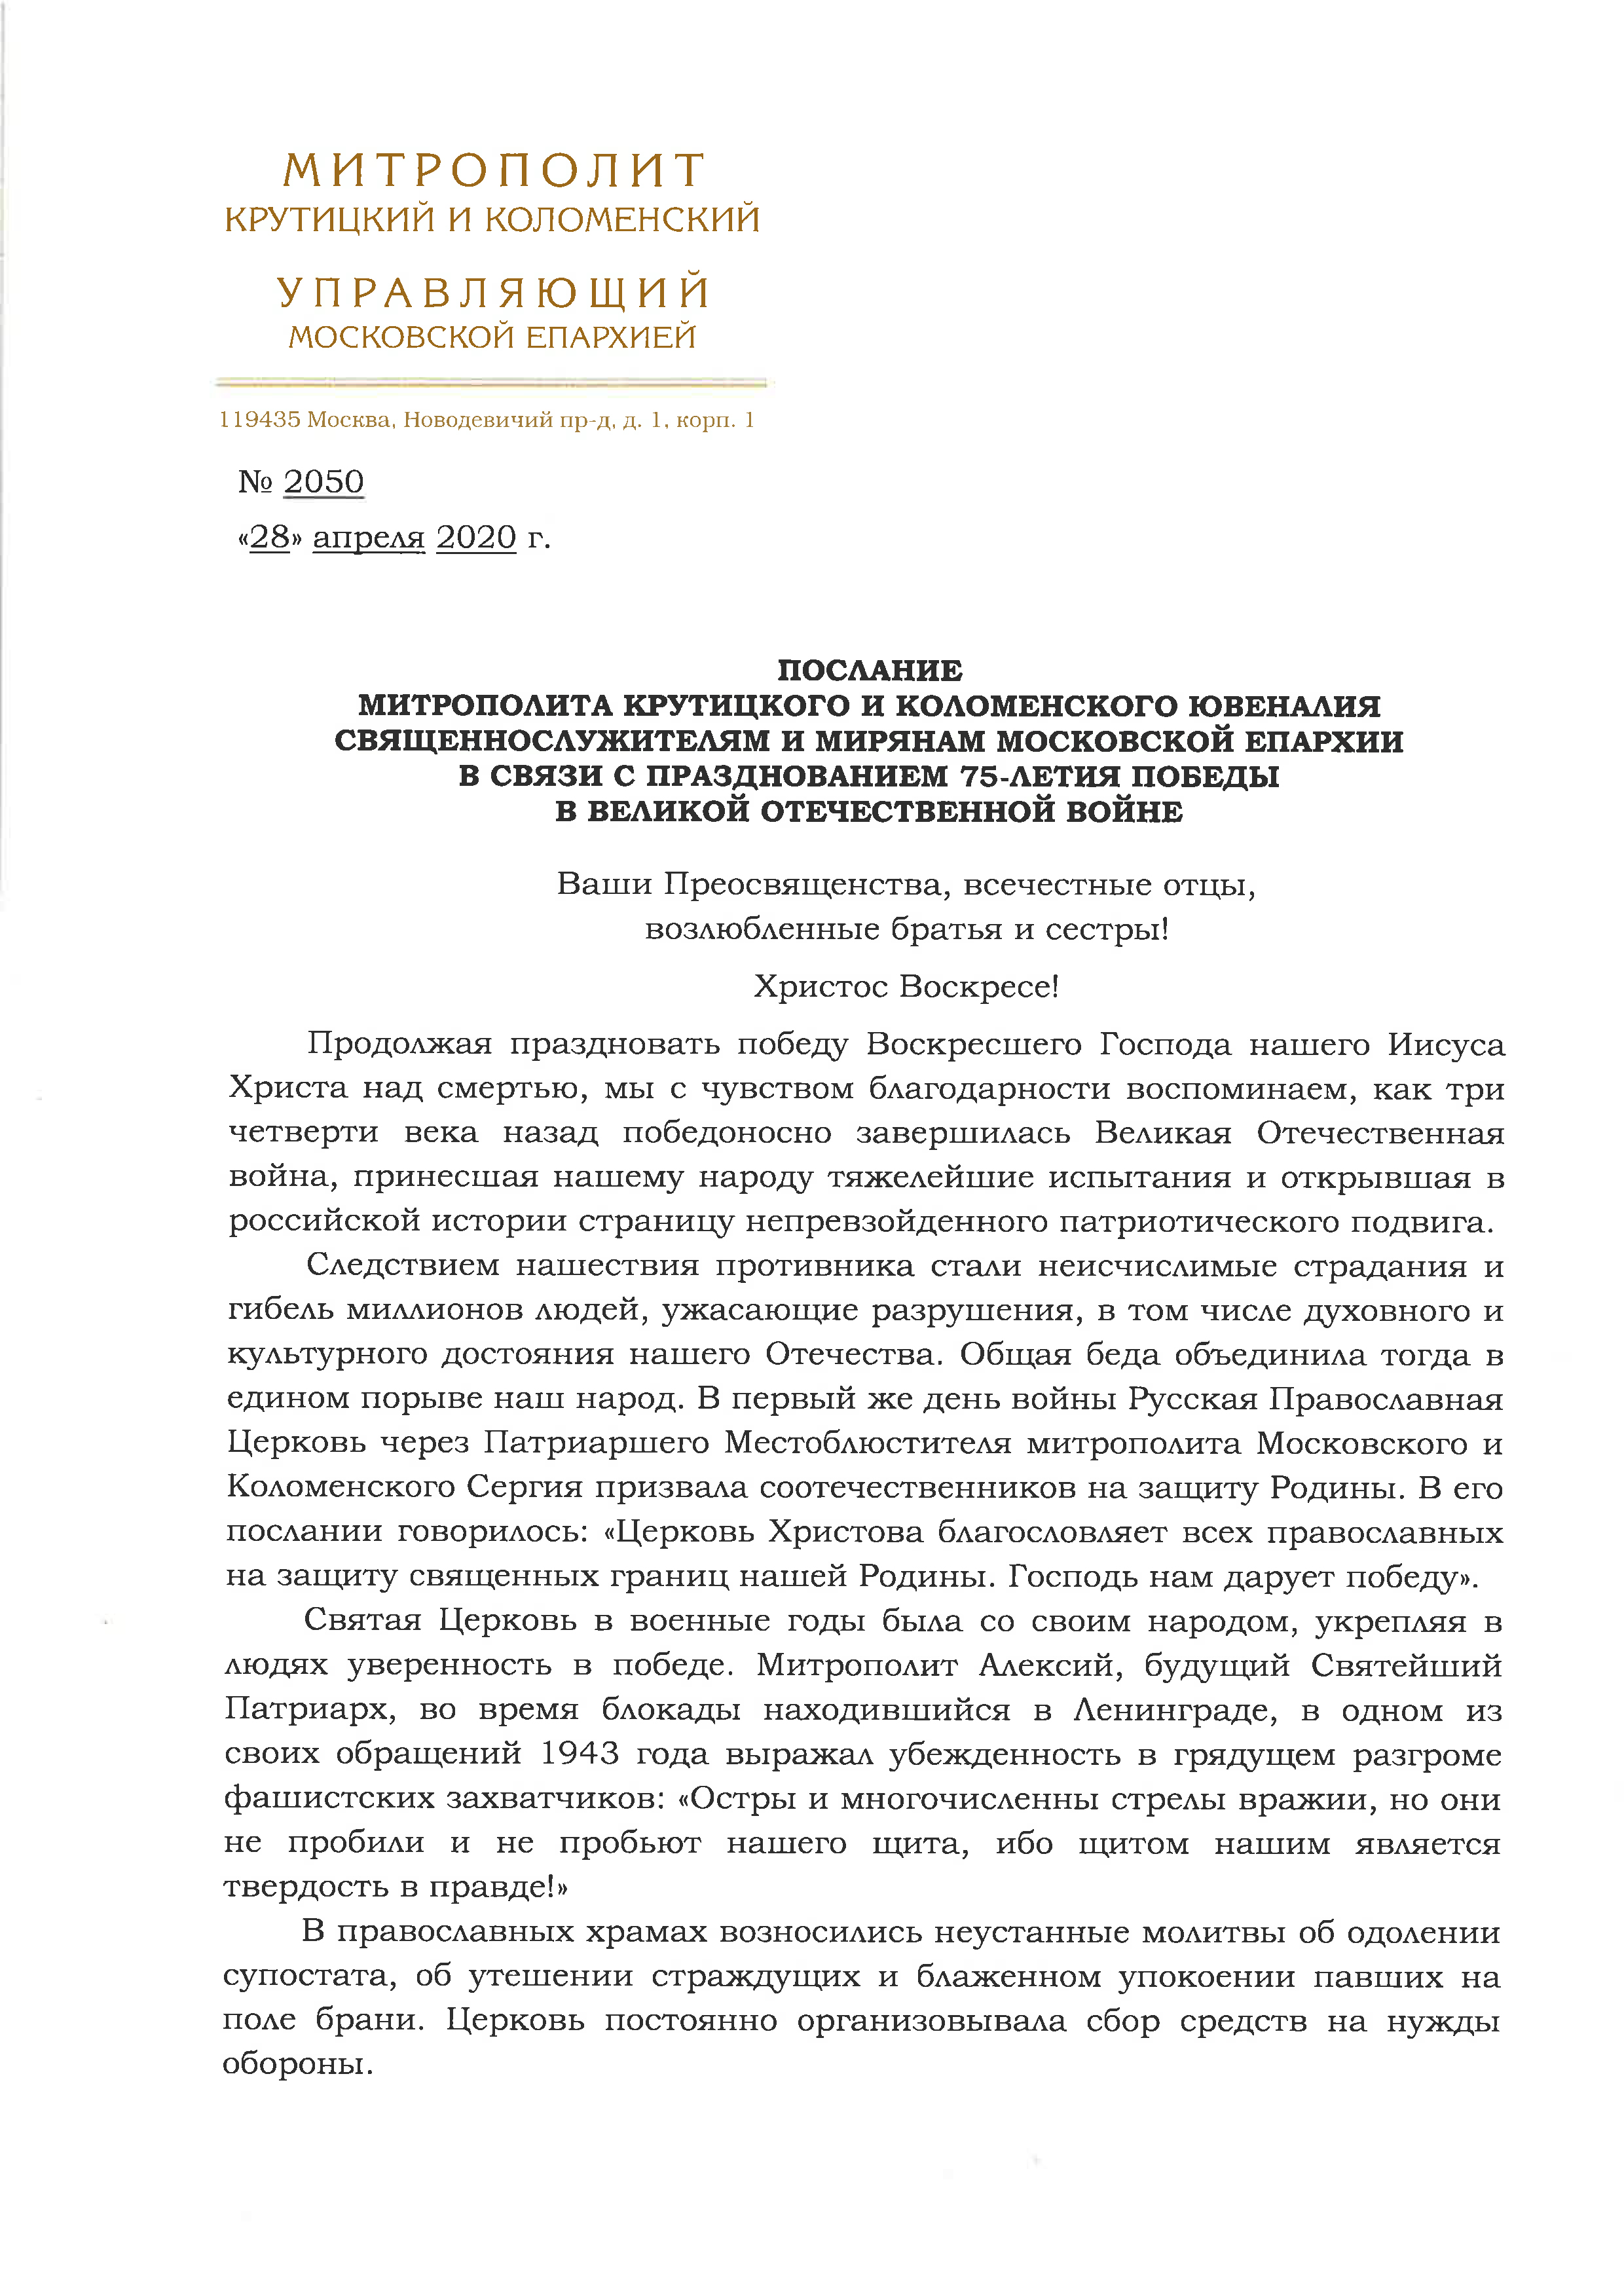 МИТРОПОЛИТ
КРУТИЦКИЙ И КОЛОМЕНСКИЙ
УПРАВЛЯЮЩИЙ
МОСКОВСКОЙ ЕПАРХИЕЙ
119435 Москва, Новодевичий пр-д, д. 1, корп. 1
№ 2050
«28» апреля 2020 г.
ПОСЛАНИЕ
МИТРОПОЛИТА КРУТИЦКОГО И КОЛОМЕНСКОГО ЮВЕНАЛИЯ
СВЯЩЕННОСЛУЖИТЕЛЯМ И МИРЯНАМ МОСКОВСКОЙ ЕПАРХИИ
В СВЯЗИ С ПРАЗДНОВАНИЕМ 75-ЛЕТИЯ ПОБЕДЫ
В ВЕЛИКОЙ ОТЕЧЕСТВЕННОЙ ВОЙНЕ
Ваши Преосвященства, всечестные отцы,
возлюбленные братья и сестры!
Христос Воскресе!
Продолжая праздновать победу Воскресшего Господа нашего Иисуса
Христа над смертью, мы с чувством благодарности воспоминаем, как три
четверти века назад победоносно завершилась Великая Отечественная
война, принесшая нашему народу тяжелейшие испытания и открывшая в
российской истории страницу непревзойденного патриотического подвига.
Следствием нашествия противника стали неисчислимые страдания и
гибель миллионов людей, ужасающие разрушения, в том числе духовного и
культурного достояния нашего Отечества. Общая беда объединила тогда в
едином порыве наш народ. В первый же день войны Русская Православная
Церковь через Патриаршего Местоблюстителя митрополита Московского и
Коломенского Сергия призвала соотечественников на защиту Родины. В его
послании говорилось: «Церковь Христова благословляет всех православных
на защиту священных границ нашей Родины. Господь нам дарует победу».
Святая Церковь в военные годы была со своим народом, укрепляя в
людях уверенность в победе. Митрополит Алексий, будущий Святейший
Патриарх, во время блокады находившийся в Ленинграде, в одном из
своих обращений 1943 года выражал убежденность в грядущем разгроме
фашистских захватчиков: «Остры и многочисленны стрелы вражии, но они
не пробили и не пробьют нашего щита, ибо щитом нашим является
твердость в правде!»
В православных храмах возносились неустанные молитвы об одолении
супостата, об утешении страждущих и блаженном упокоении павших на
поле брани. Церковь постоянно организовывала сбор средств на нужды
обороны.